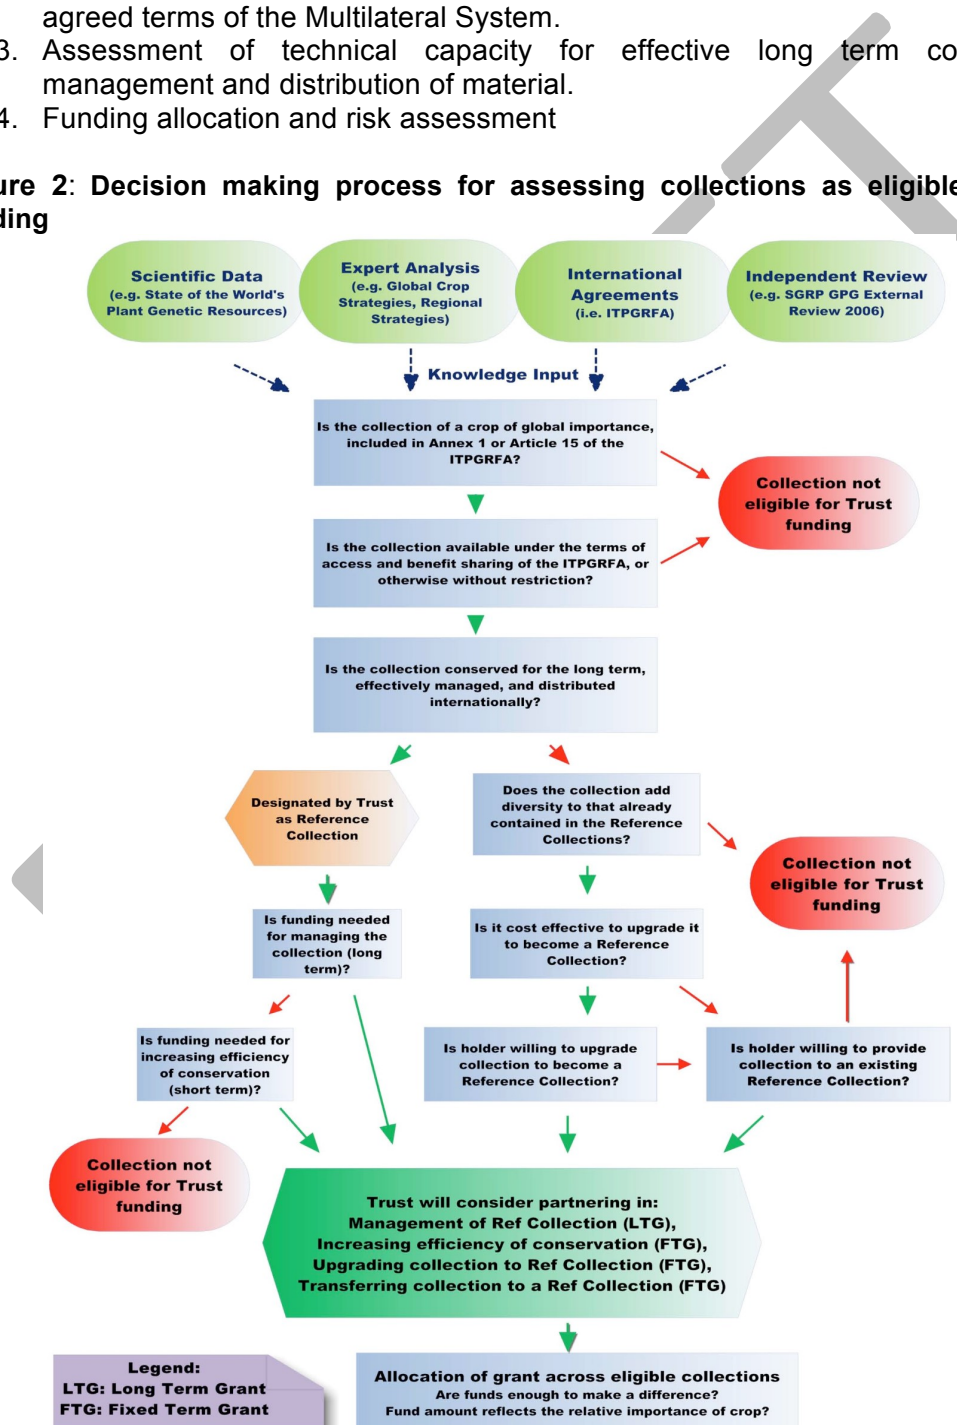 agreed terms of the Multilateral System.
3. Assessment of technical capacity for effective long term co
management and distribution of material.
4. Funding allocation and risk assessment
ure 2: Decision making process for assessing collections as eligible
ding
Scientific Data
(e.g. State of the World's
Plant Genetic Resources)
Expert Analysis
(e.g. Global Crop
Strategies, Regional
Strategies)
International
Agreements
(i.e. ITPGRFA)
Independent Review
(e.g. SGRP GPG External
Review 2006)
Knowledge Input
Is the collection of a crop of global importance,
included in Annex 1 or Article 15 of the
ITPGRFA?
Collection not
eligible for Trust
funding
Is the collection available under the terms of
access and benefit sharing of the ITPGRFA, or
otherwise without restriction?
Is the collection conserved for the long term,
effectively managed, and distributed
internationally?
Designated by Trust
as Reference
Collection
Does the collection add
diversity to that already
contained in the Reference
Collections?
Collection not
eligible for Trust
funding
Is funding needed
for managing the
collection (long
term)?
Is it cost effective to upgrade it
to become a Reference
Collection?
Is funding needed for
increasing efficiency
of conservation
(short term)?
Is holder willing to upgrade
collection to become a
Reference Collection?
Is holder willing to provide
collection to an existing
Reference Collection?
Collection not
eligible for Trust
funding
Trust will consider partnering in:
Management of Ref Collection (LTG),
Increasing efficiency of conservation (FTG),
Upgrading collection to Ref Collection (FTG),
Transferring collection to a Ref Collection (FTG)
Legend:
LTG: Long Term Grant
FTG: Fixed Term Grant
Allocation of grant across eligible collections
Are funds enough to make a difference?
Fund amount reflects the relative importance of crop?